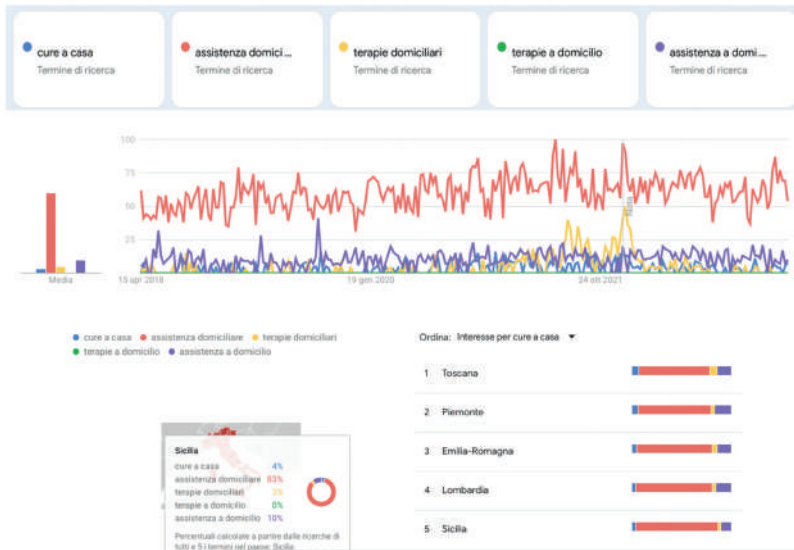 cure a casa
Termine di ricerca
assistenza domici...
Termine di ricerca
terapie domiciliari
Termine di ricerca
terapie a domicilio
Termine di ricerca
assistenza a domi...
Termine di ricerca
100
75
50
25
Nota
Media
15 apr 2018
19 gen 2020
24 ott 2021
cure a casa assistenza domiciliare terapie domiciliari
terapie a domicilio assistenza a domicilio
Ordina: Interesse per cure a casa
1 Toscana
2 Piemonte
3 Emilia-Romagna
4 Lombardia
5 Sicilia
Sicilia
cure a casa 4%
assistenza domiciliare 83%
terapie domiciliari 3%
terapie a domicilio 0%
assistenza a domicilio 10%
Percentuali calcolate a partire dalle ricerche di
tutti e 5 i termini nel paese: Sicilia.